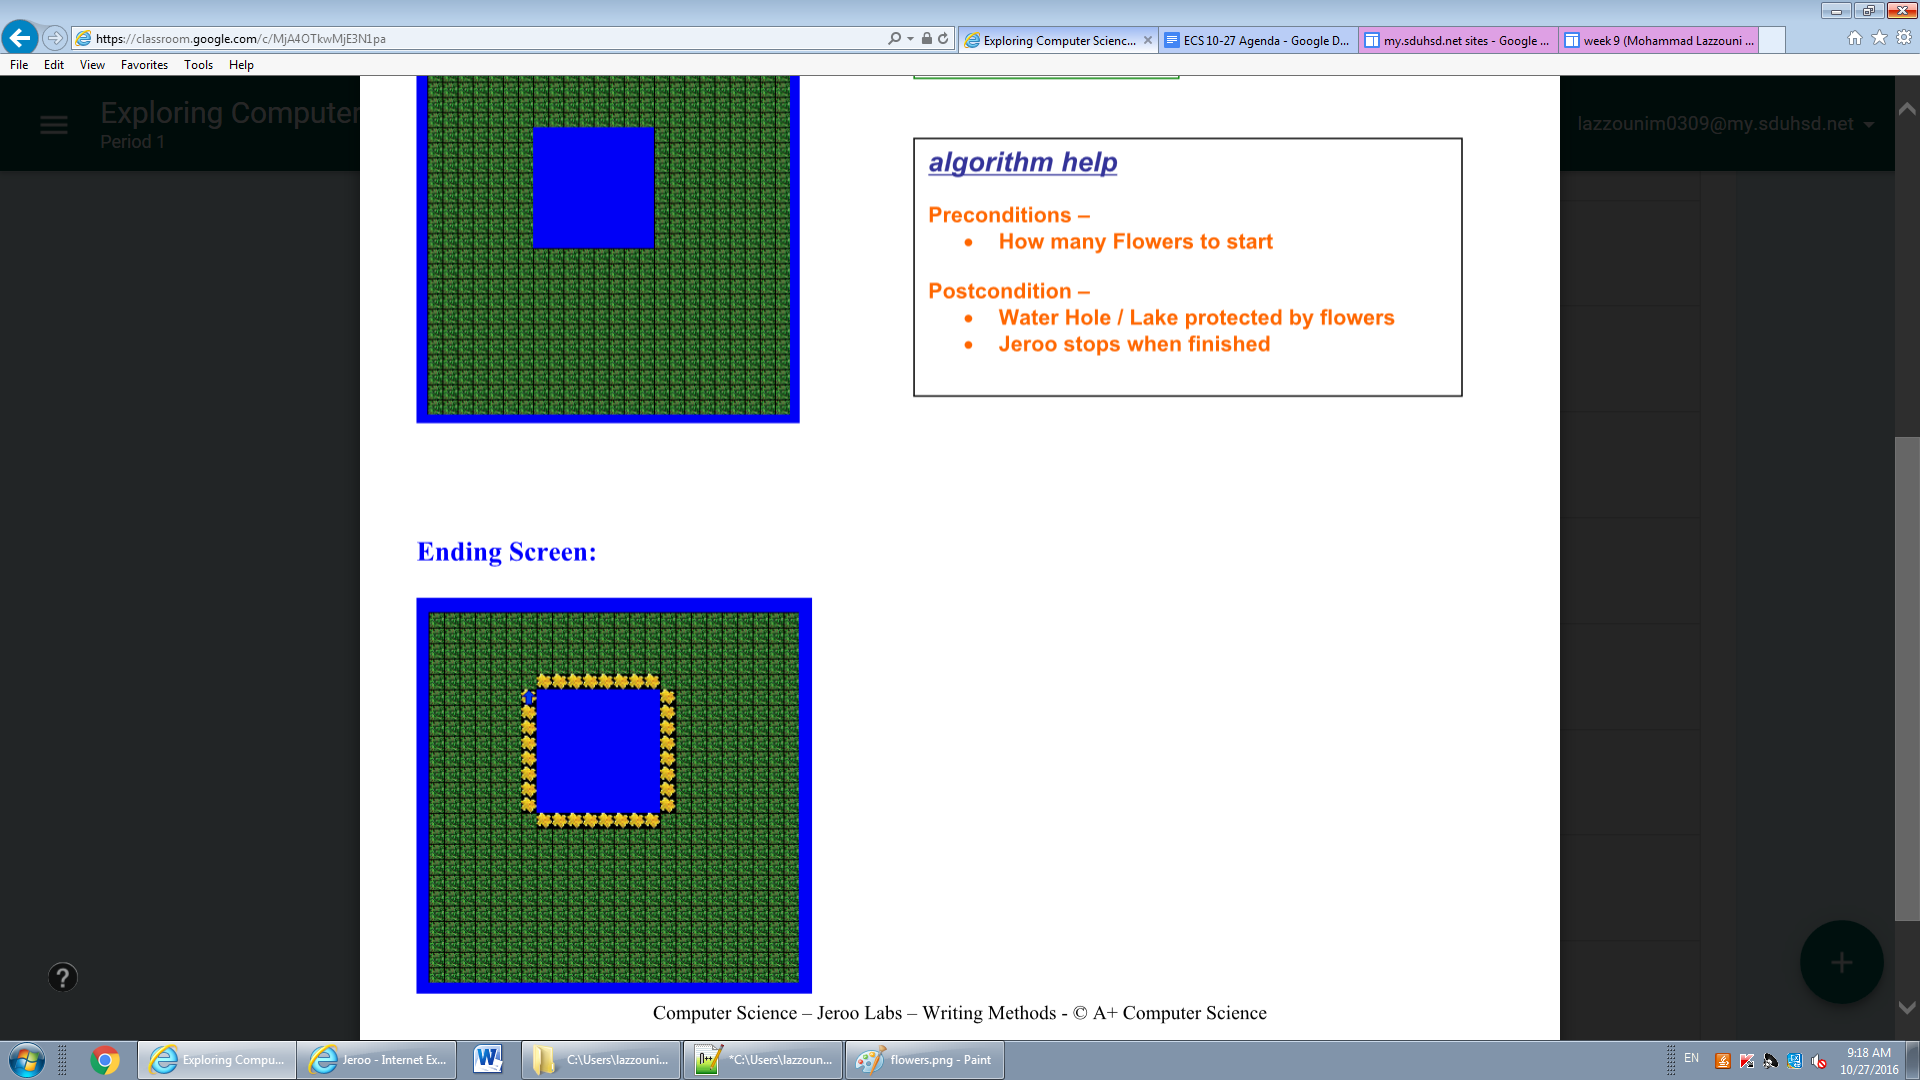 https://classroom.google.com/c/MjA4OTkwMjE3N1pa
Exploring Computer Scienc...
ECS 10-27 Agenda - Google D...
my.sduhsd.net sites - Google ...
week 9 (Mohammad Lazzouni ...
File Edit View Favorites Tools Help
Exploring Computer
Period 1
lazzounim0309@my.sduhsd.net
algorithm help
Preconditions –
• How many Flowers to start
Postcondition –
• Water Hole / Lake protected by flowers
• Jeroo stops when finished
Ending Screen:
Computer Science – Jeroo Labs – Writing Methods - © A+ Computer Science
Exploring Compu...
Jeroo - Internet Ex...
C:\Users\lazzouni...
*C:\Users\lazzoun...
flowers.png - Paint
EN
9:18 AM
10/27/2016